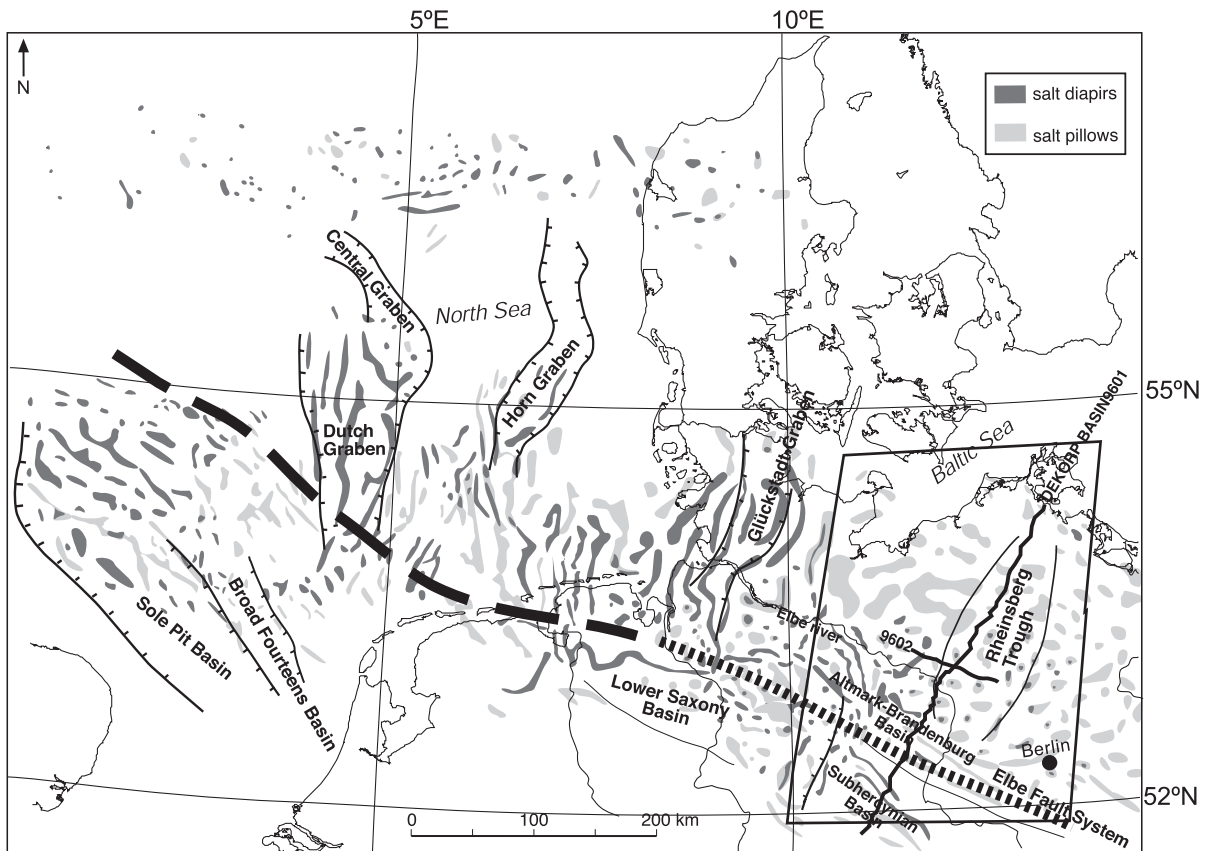 5ºE
10ºE
N
salt diapirs
salt pillows
Central Graben
North Sea
Horn Graben
55ºN
DEKORP BASIN9601
Dutch
Graben
Baltic Sea
Glückstadt-Graben
Sole Pit Basin
Broad Fourteens Basin
Elbe river
9602
Rheinsberg
Trough
Lower Saxony
Basin
Altmark-Brandenburg
Basin
Berlin
Subhercynian
Basin
Elbe Fault System
52ºN
0 100 200 km